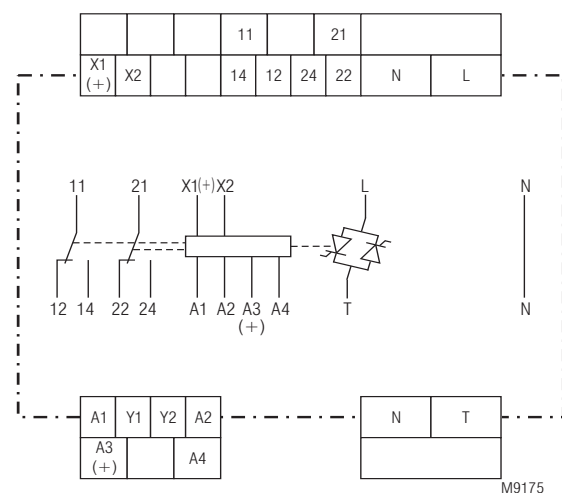 11 21
X1 (+) X2 14 12 24 22 N L
11 21 X1(+) X2 L N
12 14 22 24 A1 A2 A3 (+) A4 T N
A1 Y1 Y2 A2 N T
A3 (+) A4
M9175